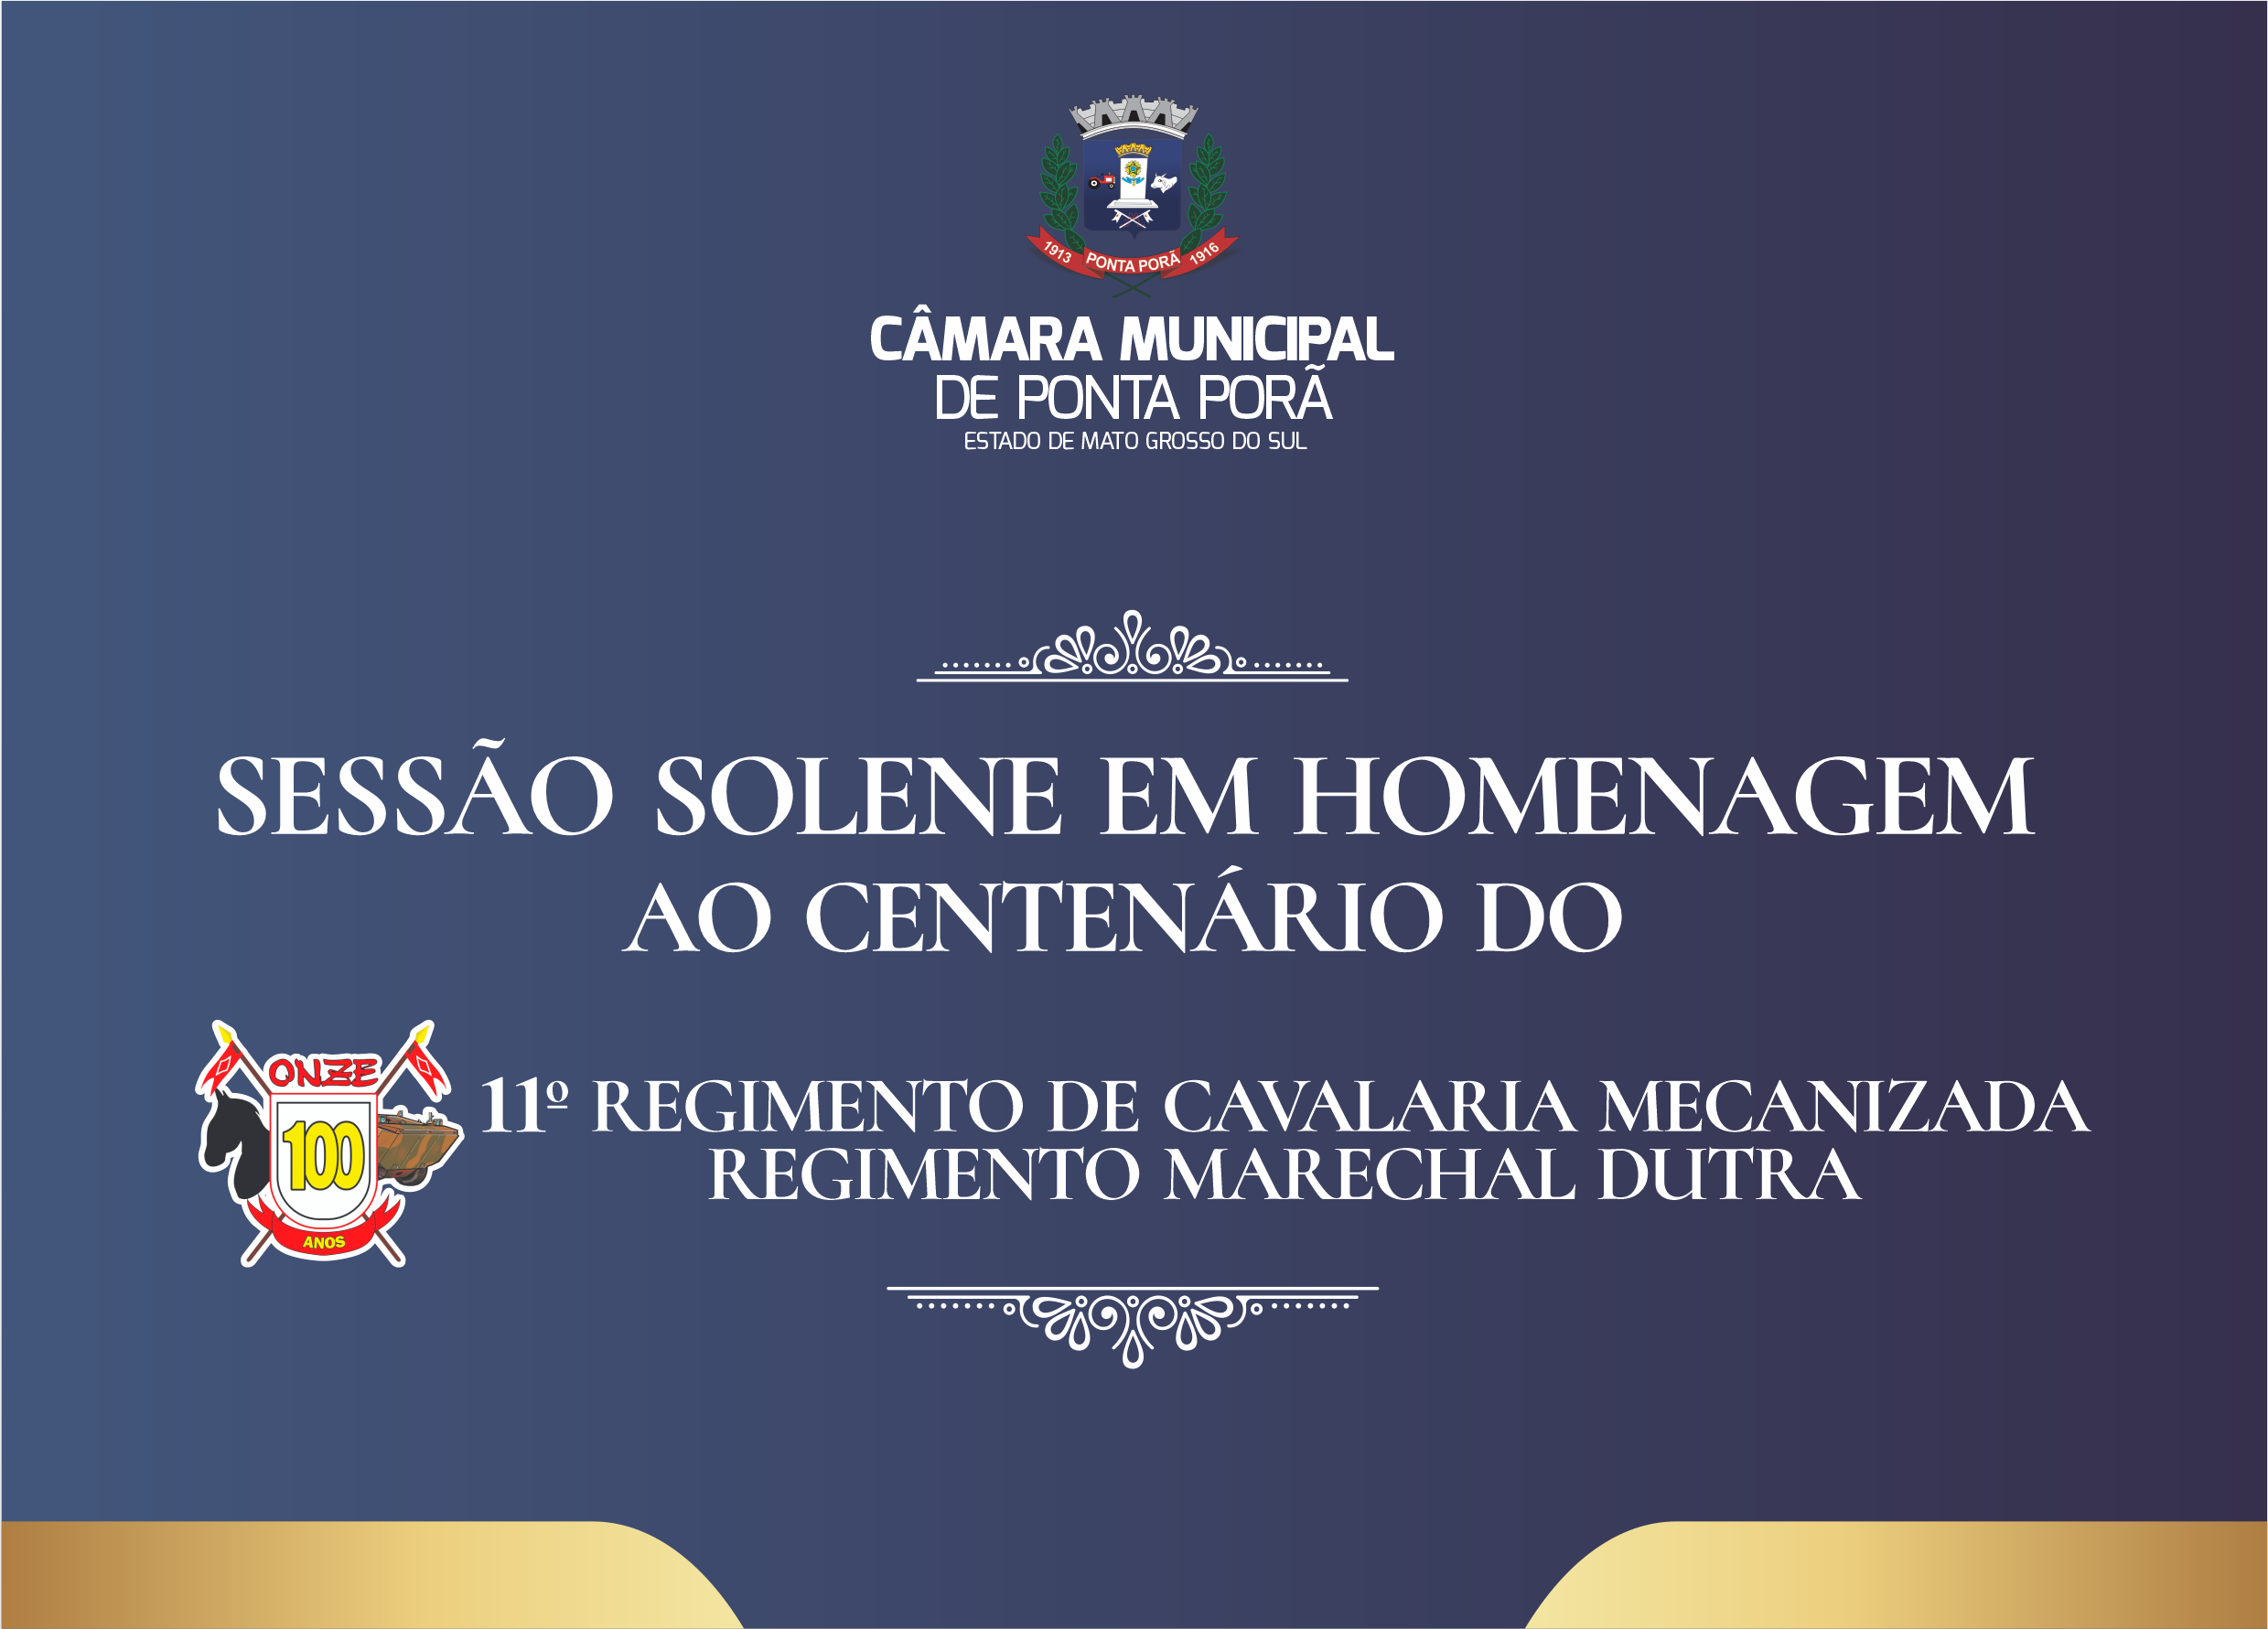 1913 PONTA PORÃ 1916
CÂMARA MUNICIPAL
DE PONTA PORÃ
ESTADO DE MATO GROSSO DO SUL
SESSÃO SOLENE EM HOMENAGEM
AO CENTENÁRIO DO
ONZE
100
ANOS
11º REGIMENTO DE CAVALARIA MECANIZADA
REGIMENTO MARECHAL DUTRA